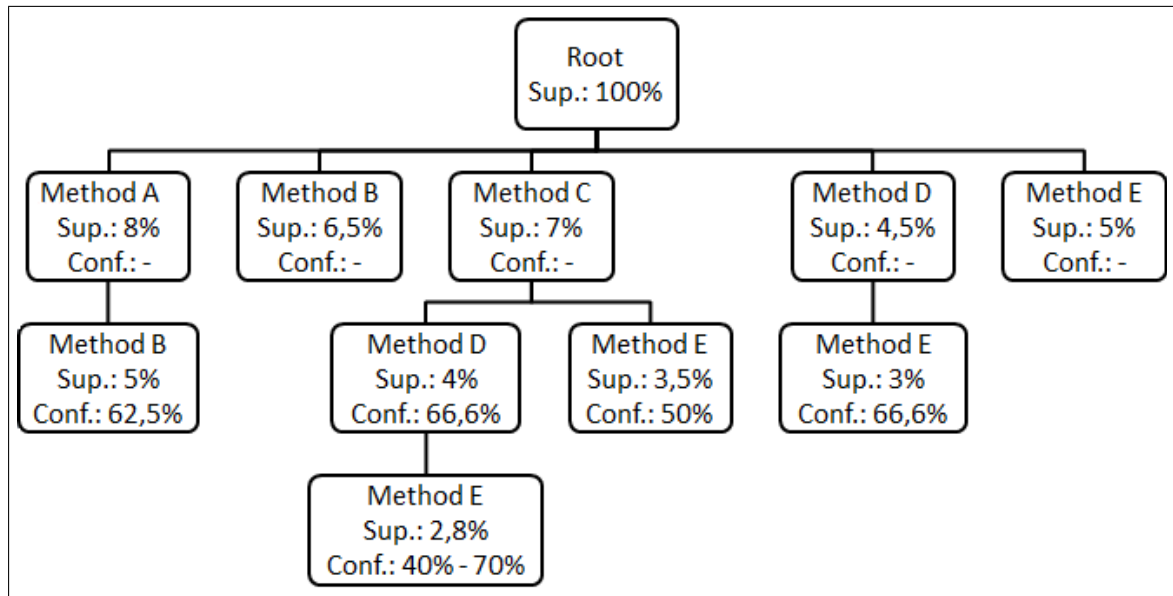 Root
Sup.: 100%
Method A
Sup.: 8%
Conf.: -
Method B
Sup.: 6,5%
Conf.: -
Method C
Sup.: 7%
Conf.: -
Method D
Sup.: 4,5%
Conf.: -
Method E
Sup.: 5%
Conf.: -
Method B
Sup.: 5%
Conf.: 62,5%
Method D
Sup.: 4%
Conf.: 66,6%
Method E
Sup.: 3,5%
Conf.: 50%
Method E
Sup.: 3%
Conf.: 66,6%
Method E
Sup.: 2,8%
Conf.: 40% - 70%